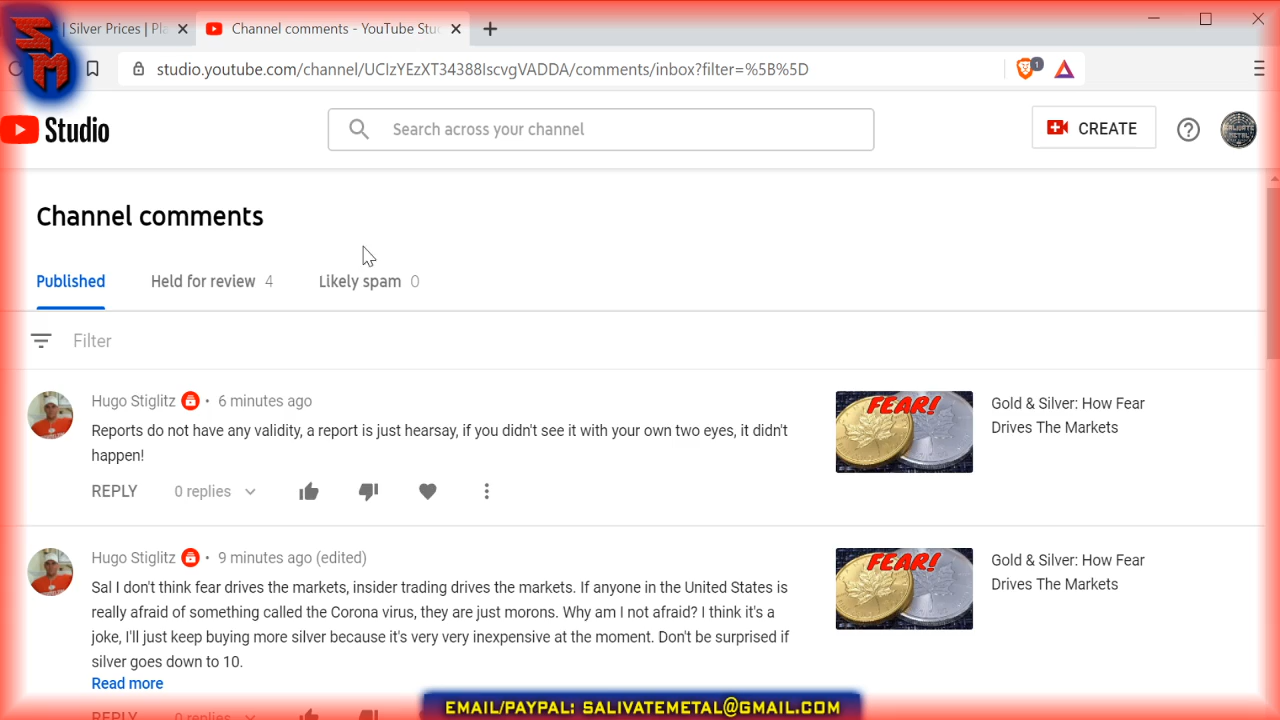 SM
| Silver Prices | Pla
Channel comments - YouTube Stu
studio.youtube.com/channel/UCIzYEzXT34388IscvgVADDA/comments/inbox?filter=%5B%5D
1
Studio
Search across your channel
CREATE
Channel comments
Published
Held for review 4
Likely spam 0
Filter
Hugo Stiglitz • 6 minutes ago
Reports do not have any validity, a report is just hearsay, if you didn't see it with your own two eyes, it didn't
happen!
REPLY 0 replies
FEAR!
Gold & Silver: How Fear
Drives The Markets
Hugo Stiglitz • 9 minutes ago (edited)
Sal I don't think fear drives the markets, insider trading drives the markets. If anyone in the United States is
really afraid of something called the Corona virus, they are just morons. Why am I not afraid? I think it's a
joke, I'll just keep buying more silver because it's very very inexpensive at the moment. Don't be surprised if
silver goes down to 10.
Read more
FEAR!
Gold & Silver: How Fear
Drives The Markets
REPLY 0 replies
EMAIL/PAYPAL: SALIVATEMETAL@GMAIL.COM